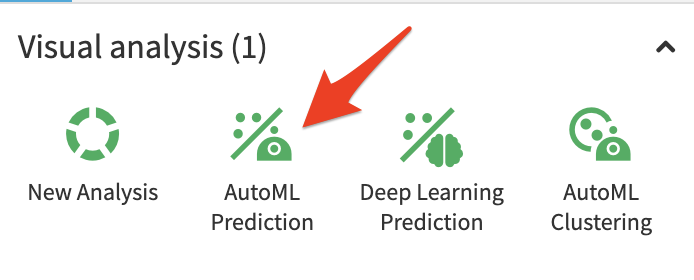 Visual analysis (1)
New Analysis
AutoML
Prediction
Deep Learning
Prediction
AutoML
Clustering